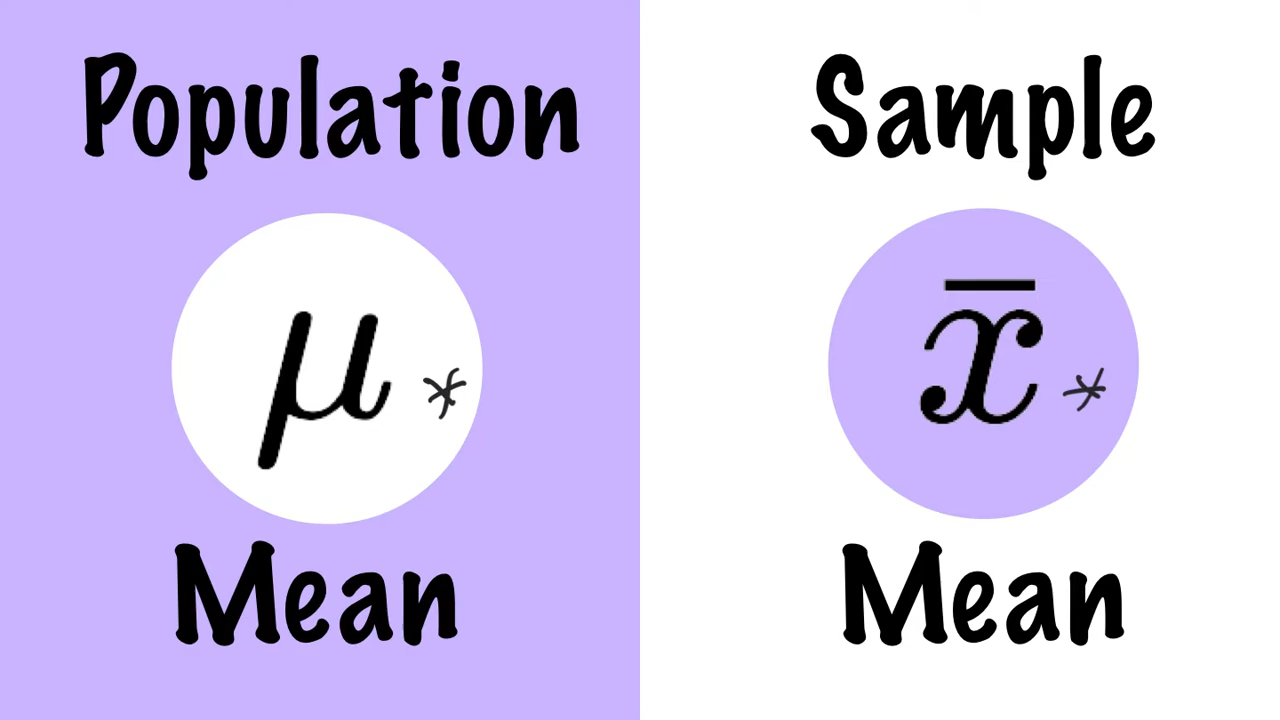 Population
μ *
Mean
Sample
x̄ *
Mean